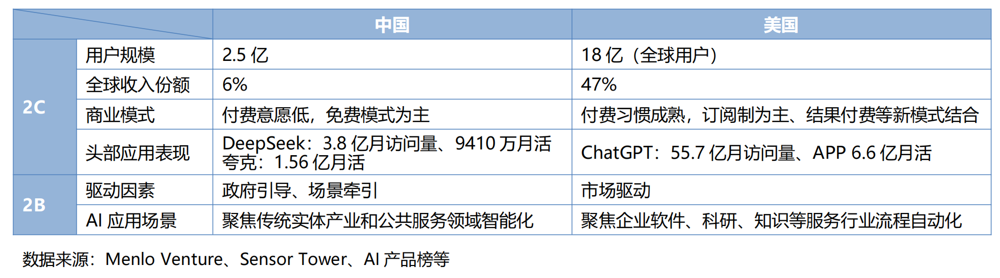 中国 美国
2C
用户规模 2.5 亿 18 亿（全球用户）
全球收入份额 6% 47%
商业模式 付费意愿低，免费模式为主 付费习惯成熟，订阅制为主、结果付费等新模式结合
头部应用表现 DeepSeek：3.8 亿月访问量、9410 万月活
夸克：1.56 亿月活
ChatGPT：55.7 亿月访问量、APP 6.6 亿月活
2B
驱动因素 政府引导、场景牵引 市场驱动
AI 应用场景 聚焦传统实体产业和公共服务领域智能化 聚焦企业软件、科研、知识等服务行业流程自动化
数据来源：Menlo Venture、Sensor Tower、AI 产品榜等